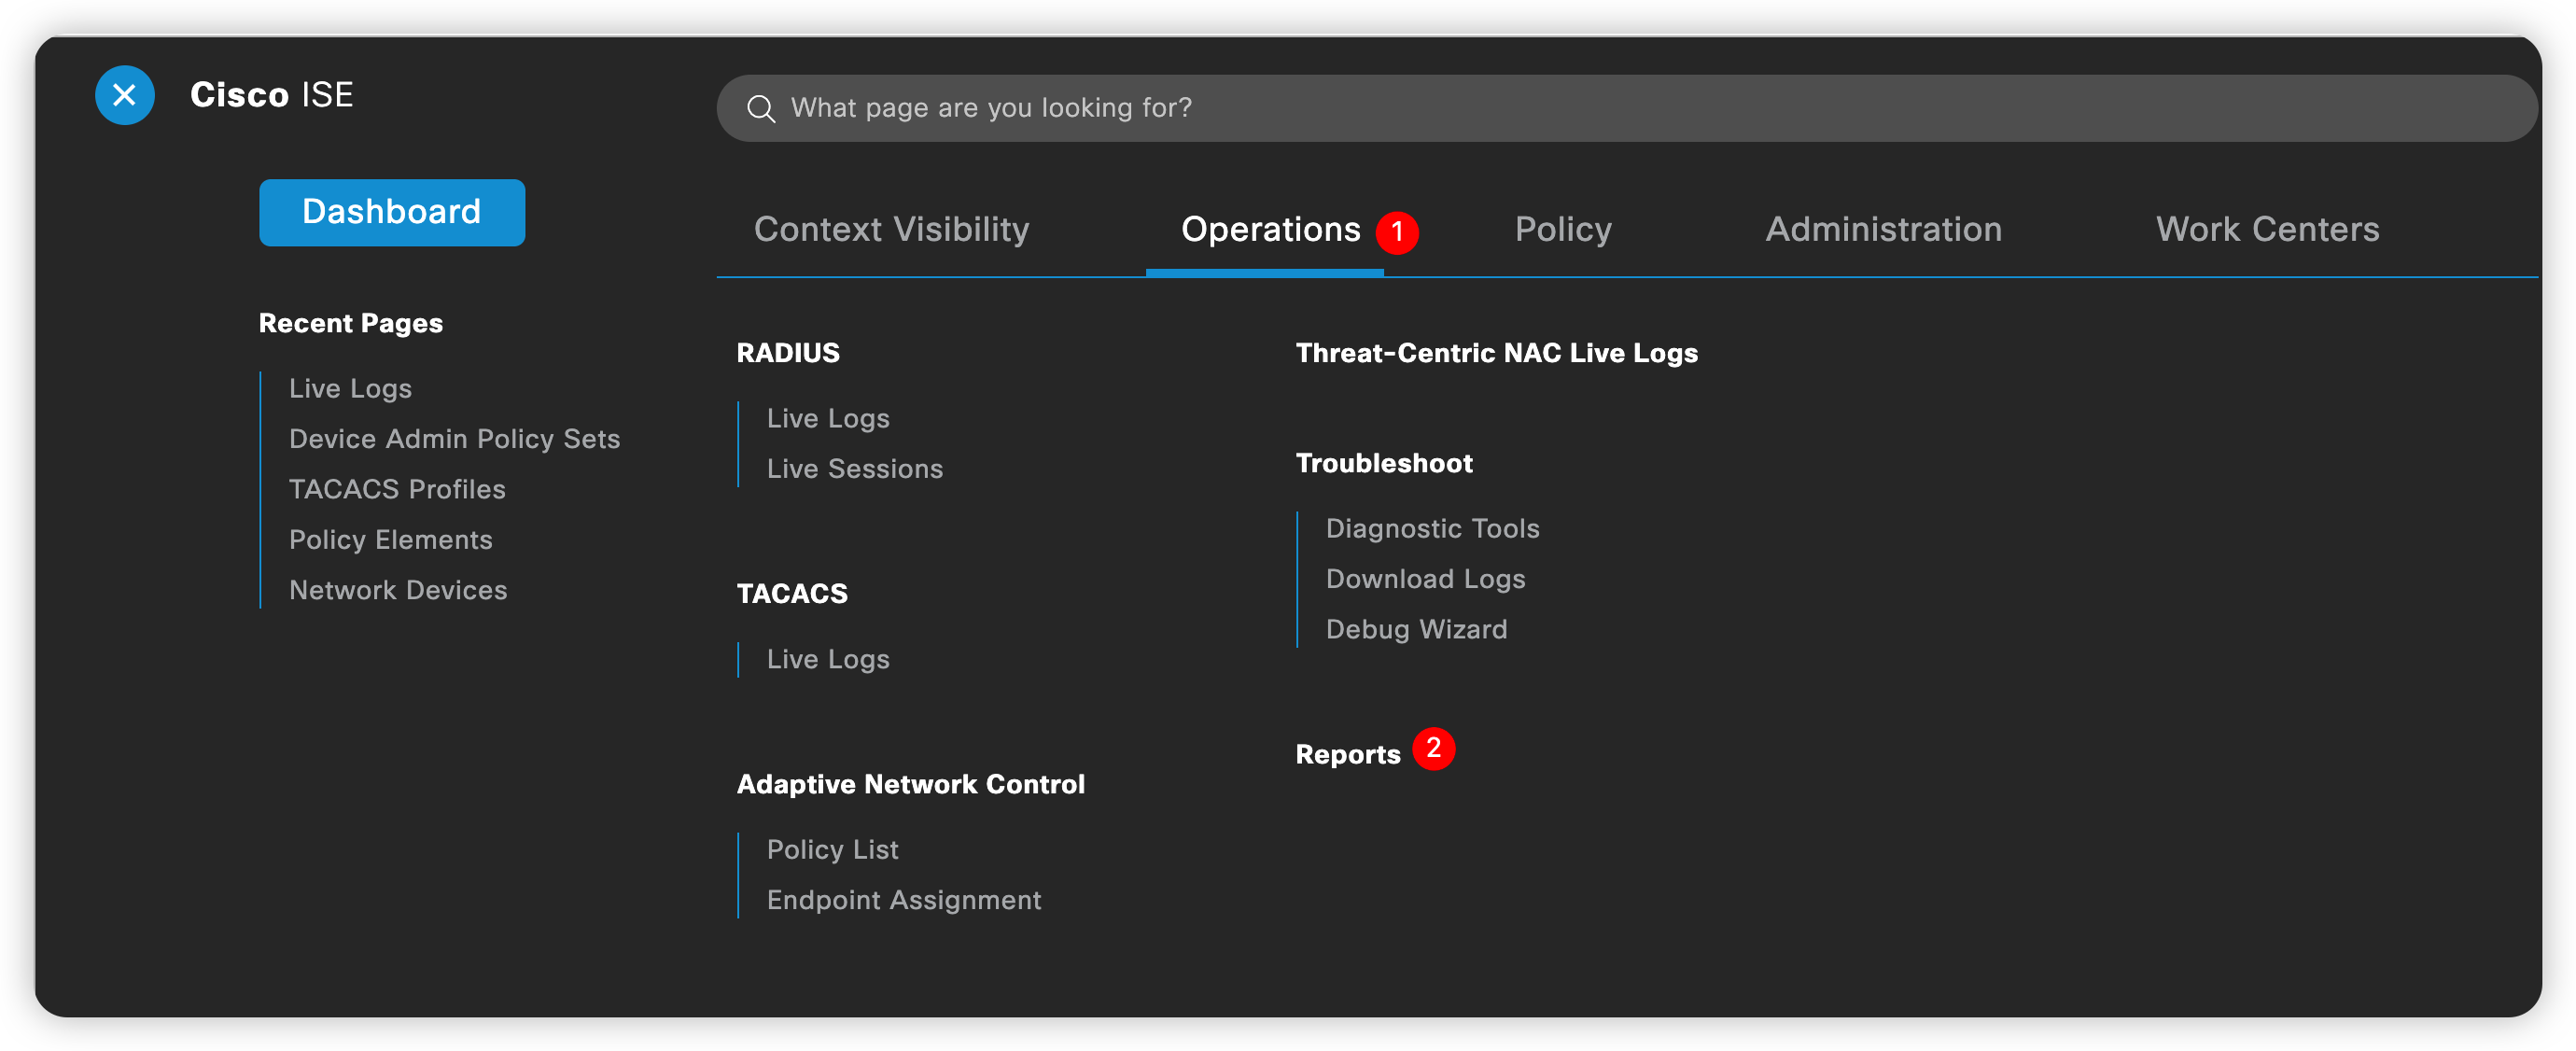 Cisco ISE
What page are you looking for?
Dashboard
Context Visibility
Operations 1
Policy
Administration
Work Centers
Recent Pages
Live Logs
Device Admin Policy Sets
TACACS Profiles
Policy Elements
Network Devices
RADIUS
Live Logs
Live Sessions
TACACS
Live Logs
Adaptive Network Control
Policy List
Endpoint Assignment
Threat-Centric NAC Live Logs
Troubleshoot
Diagnostic Tools
Download Logs
Debug Wizard
Reports 2